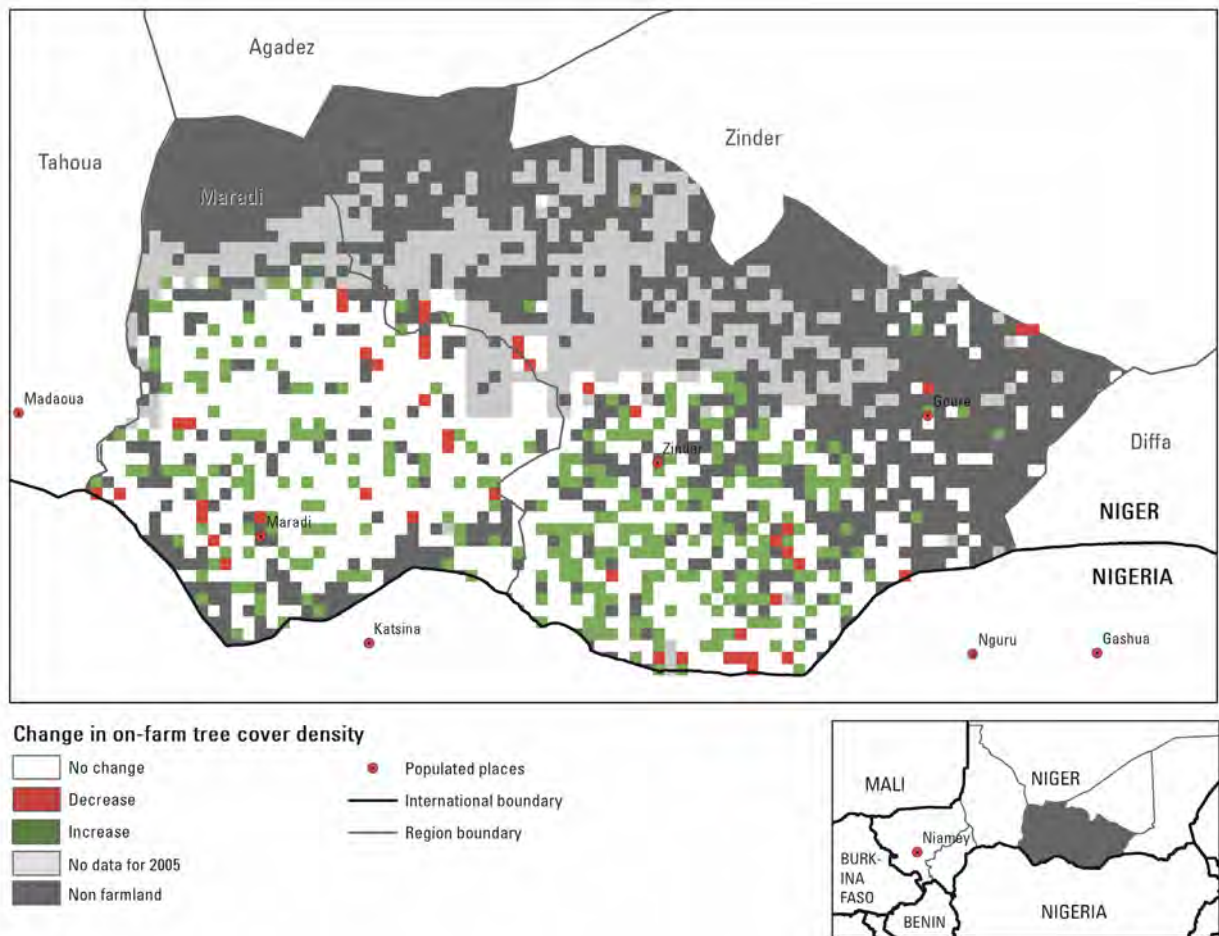 Agadez
Zinder
Tahoua
Maradi
Madaoua
Goure
Zinder
Diffa
Maradi
NIGER
NIGERIA
Katsina
Nguru
Gashua
Change in on-farm tree cover density
No change
Decrease
Increase
No data for 2005
Non farmland
Populated places
International boundary
Region boundary
MALI
NIGER
Niamey
BURK-
INA
FASO
NIGERIA
BENIN